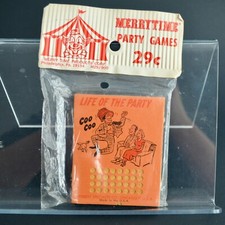 MERRYTIME
PARTY GAMES
29¢
LIFE OF THE PARTY
COO
COO